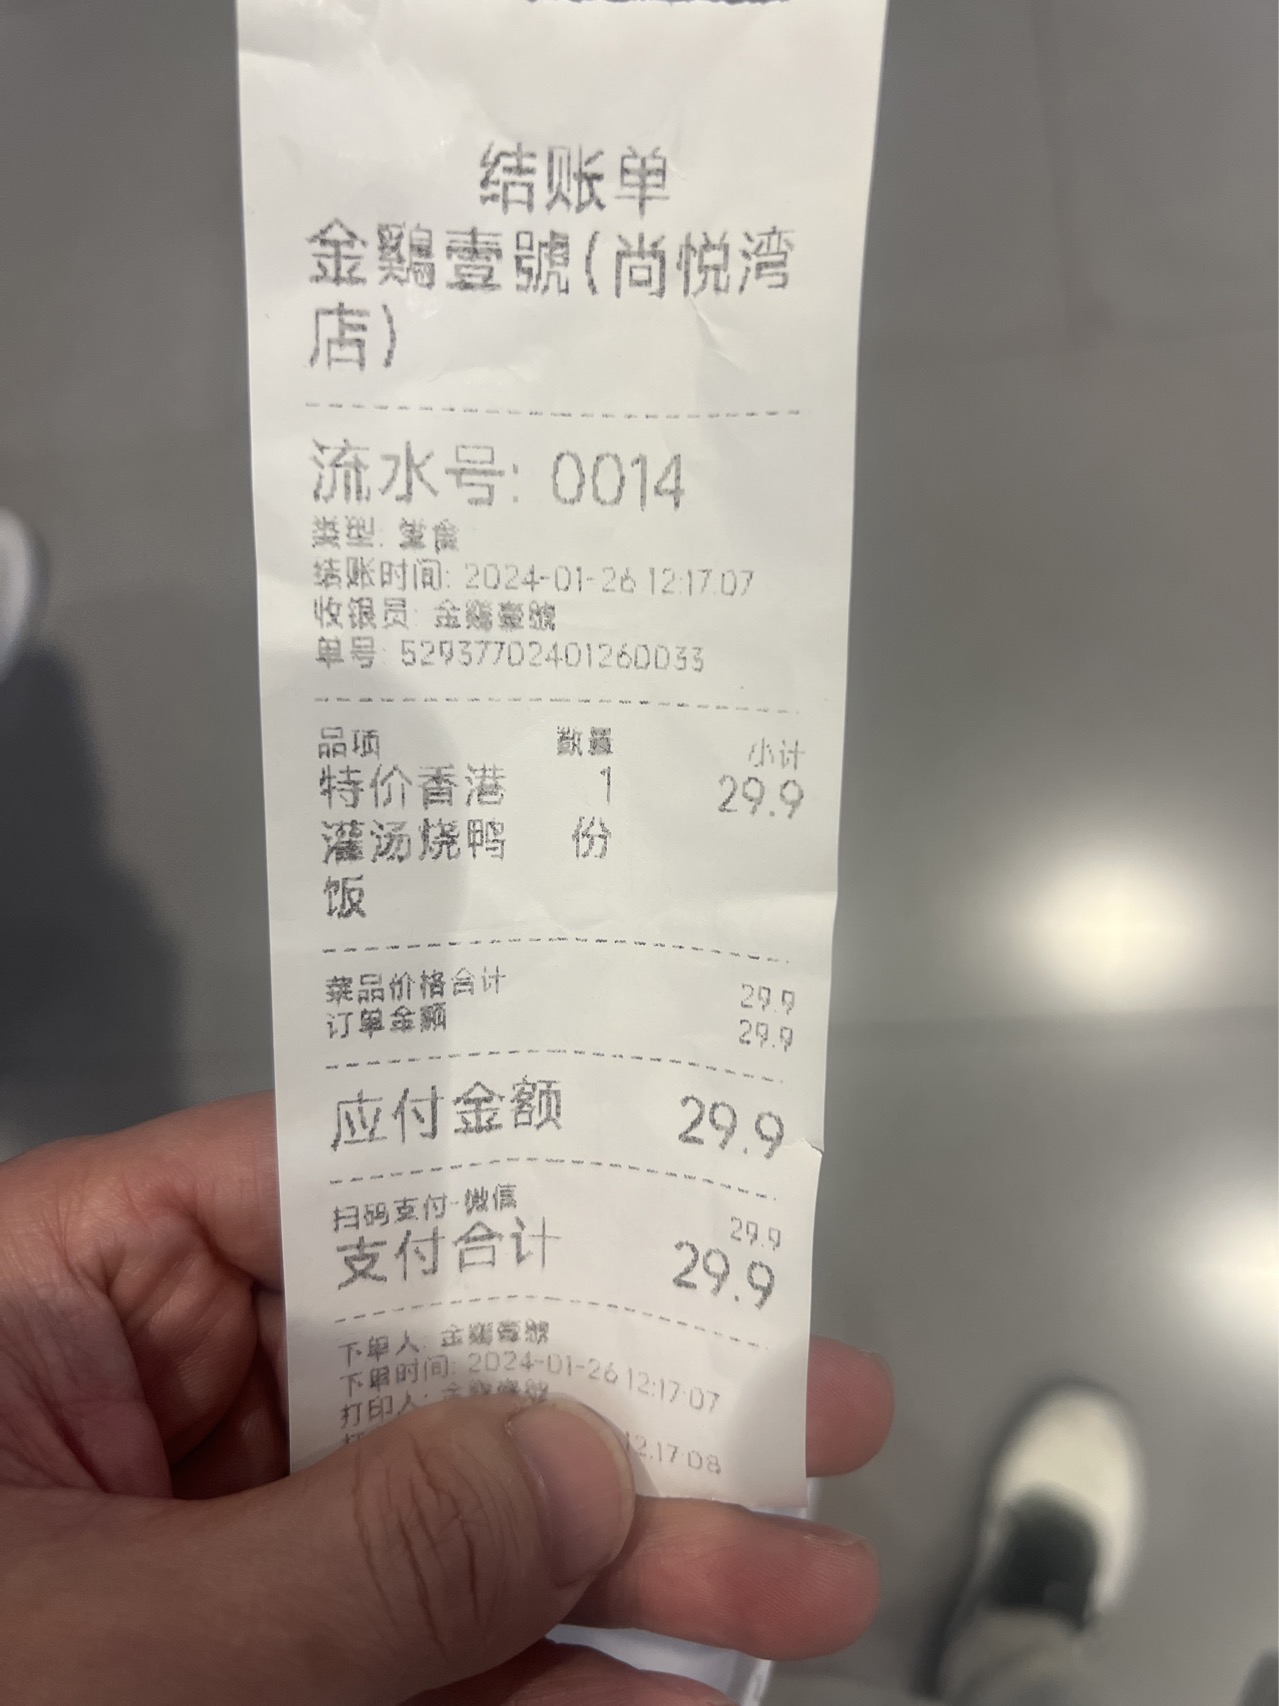 结账单
金鷄壹號(尚悦湾
店)
流水号: 0014
类型: 堂食
结账时间: 2024-01-26 12:17:07
收银员: 金鷄壹號
单号: 52937702401260033
品项 数量 小计
特价香港 1 29.9
灌汤烧鸭 份
饭
菜品价格合计 29.9
订单金额 29.9
应付金额 29.9
扫码支付-微信 29.9
支付合计 29.9
下单人: 金鷄壹號
下单时间: 2024-01-26 12:17:07
打印人: 金鷄壹號
12:17:08